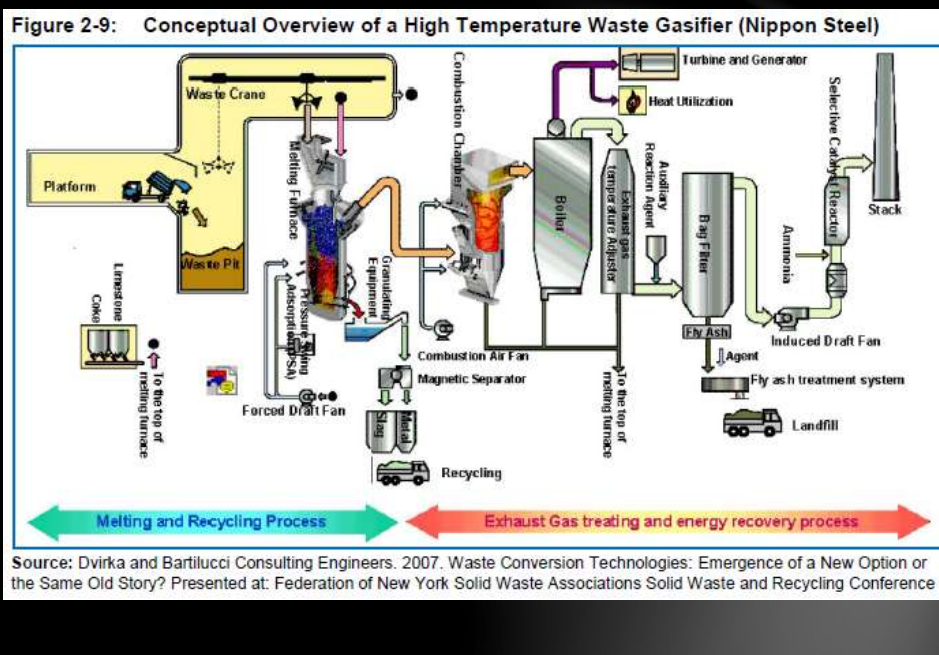 Figure 2-9: Conceptual Overview of a High Temperature Waste Gasifier (Nippon Steel)
Waste Crane
Platform
Waste Pit
Limestone
Coke
To the top of
melting furnace
Melting Furnace
Pressure Swing
Adsorption (PSA)
Forced Draft Fan
Granulating
Equipment
Combustion Air Fan
Magnetic Separator
Slag
Metal
Recycling
Combustion Chamber
Boiler
Turbine and Generator
Heat Utilization
Exhaust gas
temperature Adjuster
To the top of
melting furnace
Auxiliary
Reaction Agent
Bag Filter
Fly Ash
Agent
Fly ash treatment system
Landfill
Induced Draft Fan
Ammonia
Selective Catalyst Reactor
Stack
Melting and Recycling Process
Exhaust Gas treating and energy recovery process
Source: Dvirka and Bartilucci Consulting Engineers. 2007. Waste Conversion Technologies: Emergence of a New Option or
the Same Old Story? Presented at: Federation of New York Solid Waste Associations Solid Waste and Recycling Conference